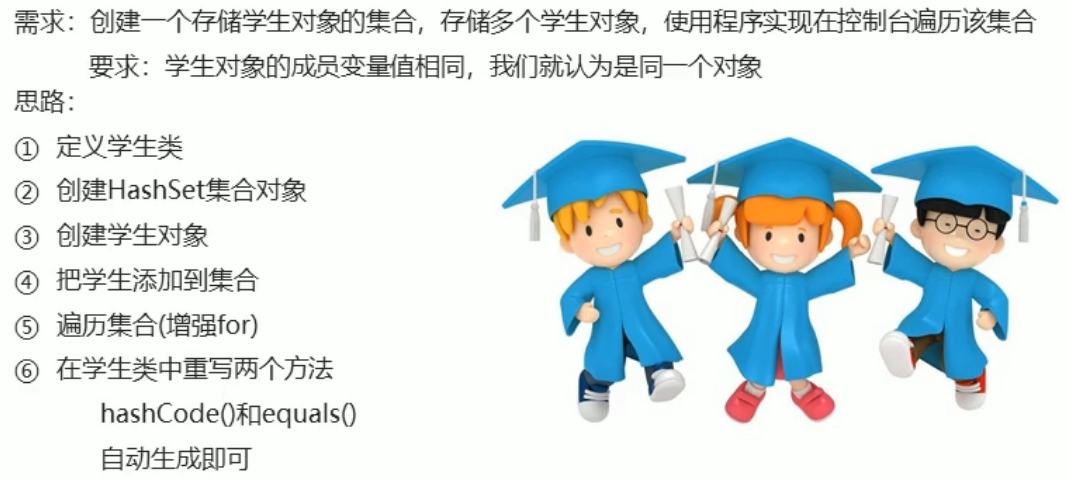 需求：创建一个存储学生对象的集合，存储多个学生对象，使用程序实现在控制台遍历该集合
要求：学生对象的成员变量值相同，我们就认为是同一个对象
思路：
① 定义学生类
② 创建HashSet集合对象
③ 创建学生对象
④ 把学生添加到集合
⑤ 遍历集合(增强for)
⑥ 在学生类中重写两个方法
hashCode()和equals()
自动生成即可